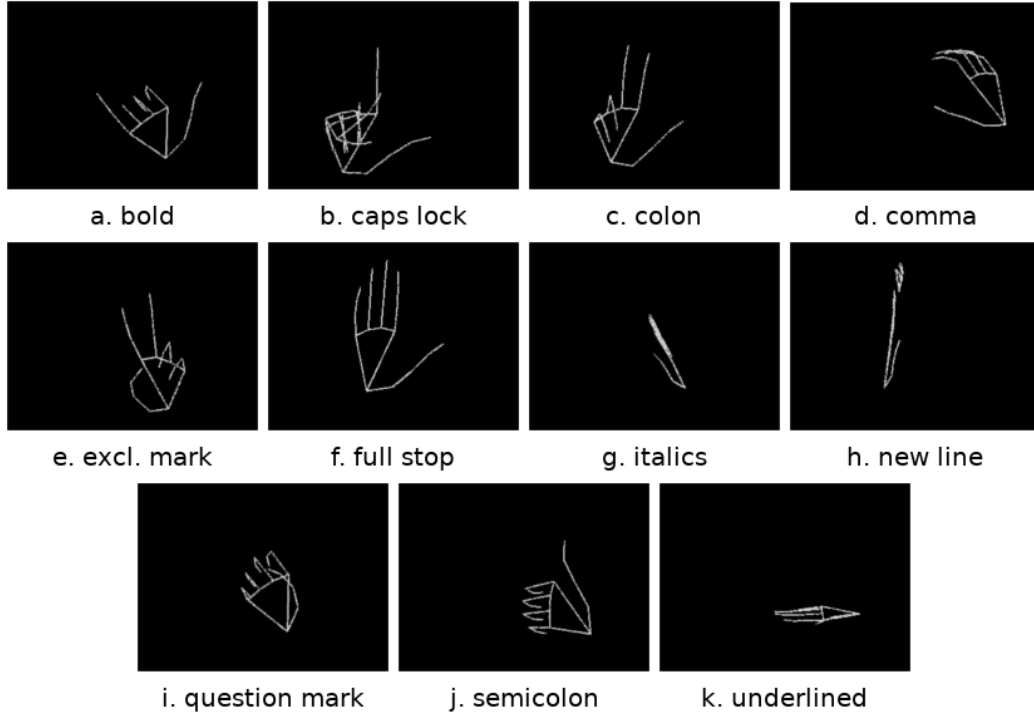 a. bold b. caps lock c. colon d. comma
e. excl. mark f. full stop g. italics h. new line
i. question mark j. semicolon k. underlined